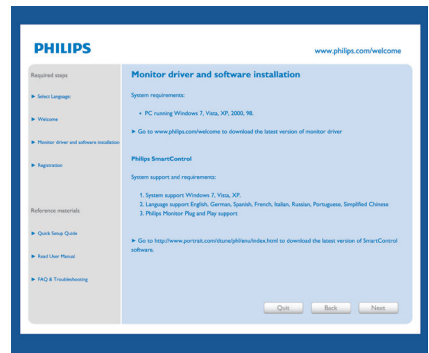 PHILIPS
www.philips.com/welcome
Required steps
Select Language:
Welcome
Monitor driver and software installation
Registration
Reference materials:
Quick Setup Guide
Read User Manual
FAQ & Troubleshooting
Monitor driver and software installation
System requirements:
• PC running Windows 7, Vista, XP, 2000, 98.
Go to www.philips.com/welcome to download the latest version of monitor driver
Philips SmartControl
System support and requirements:
1. System support Windows 7, Vista, XP.
2. Language support English, German, Spanish, French, Italian, Russian, Portuguese, Simplified Chinese
3. Philips Monitor Plug and Play support
Go to http://www.portrait.com/dtune/phil/enu/index.html to download the latest version of SmartControl
software.
Quit
Back
Next